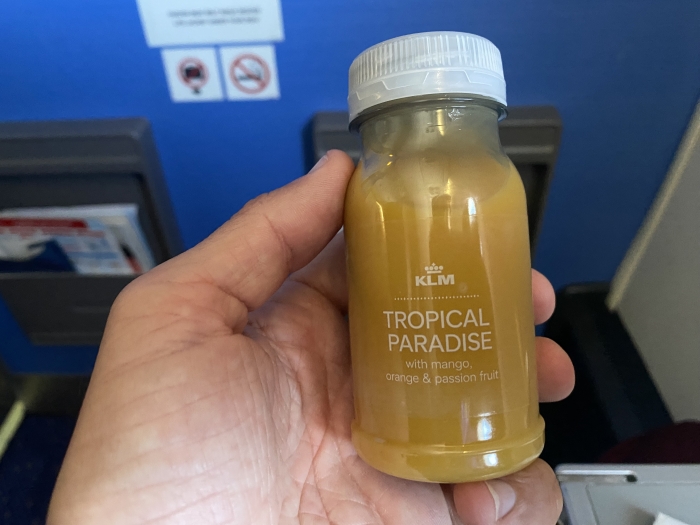 KLM
TROPICAL
PARADISE
with mango,
orange & passion fruit